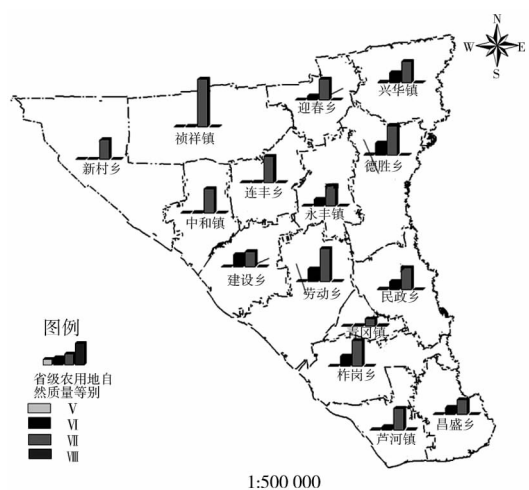 N
W E
S
兴华镇
迎春乡
祯祥镇
德胜乡
新村乡
连丰乡
永丰镇
中和镇
建设乡
劳动乡
民政乡
青冈镇
柞岗乡
芦河镇
昌盛乡
图例
省级农用地自
然质量等别
Ⅴ
Ⅵ
Ⅶ
Ⅷ
1:500 000